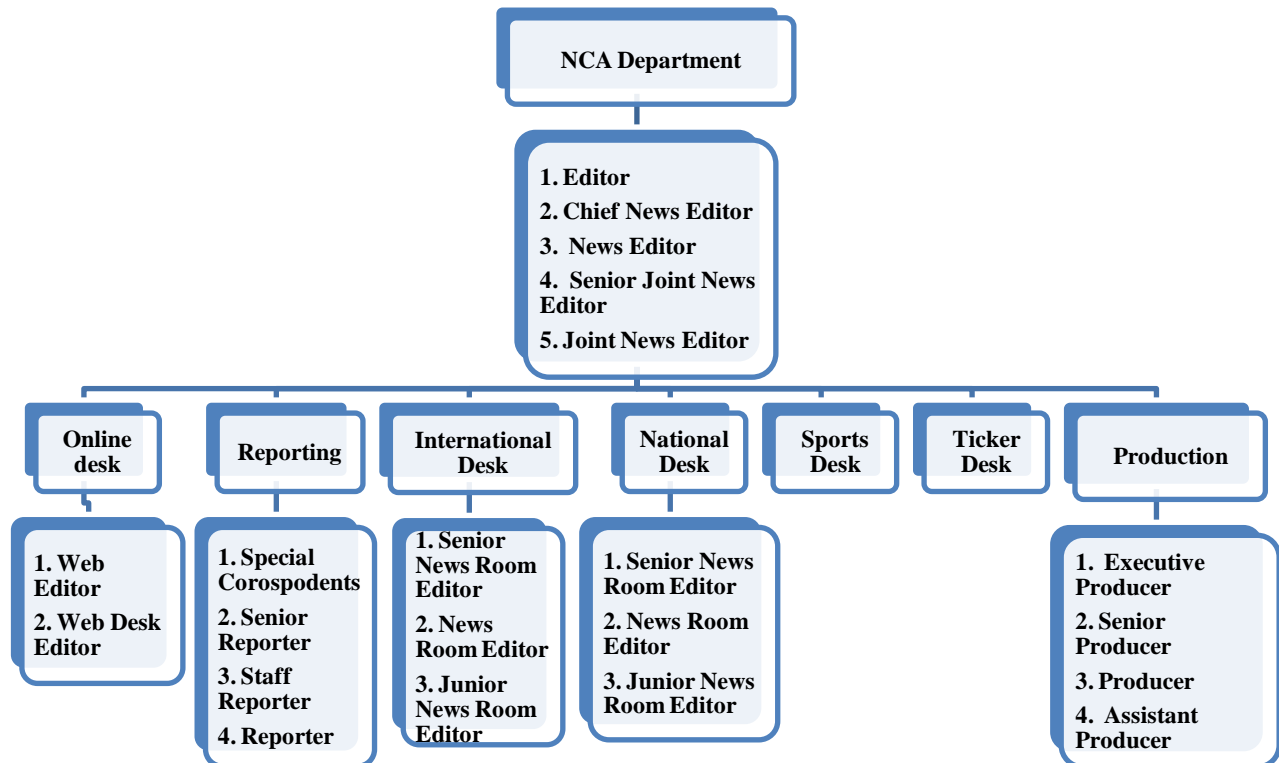 NCA Department
1. Editor
2. Chief News Editor
3. News Editor
4. Senior Joint News
Editor
5. Joint News Editor
Online
desk
Reporting
International
Desk
National
Desk
Sports
Desk
Ticker
Desk
Production
1. Web
Editor
2. Web Desk
Editor
1. Special
Corospodents
2. Senior
Reporter
3. Staff
Reporter
4. Reporter
1. Senior
News Room
Editor
2. News
Room Editor
3. Junior
News Room
Editor
1. Senior News
Room Editor
2. News Room
Editor
3. Junior News
Room Editor
1. Executive
Producer
2. Senior
Producer
3. Producer
4. Assistant
Producer